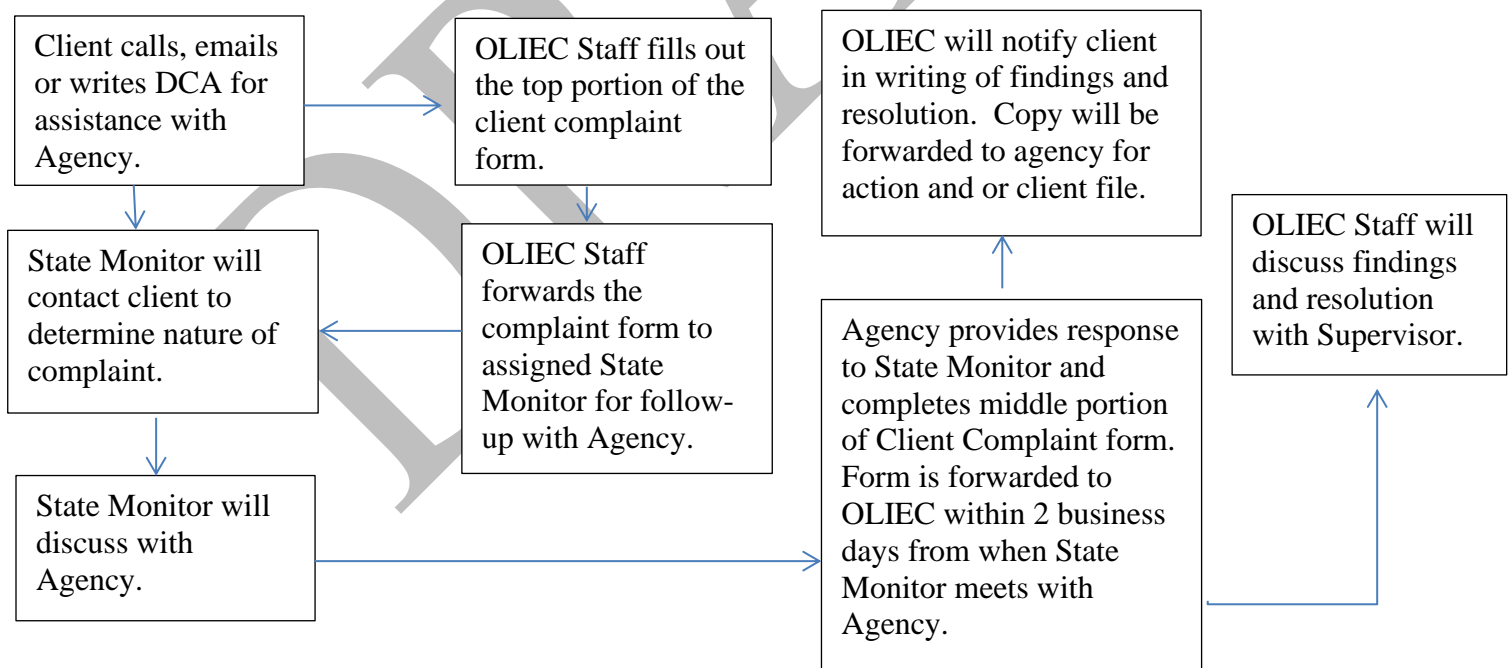 Client calls, emails
or writes DCA for
assistance with
Agency.
OLIEC Staff fills out
the top portion of the
client complaint
form.
OLIEC will notify client
in writing of findings and
resolution.  Copy will be
forwarded to agency for
action and or client file.
OLIEC Staff will
discuss findings
and resolution
with Supervisor.
State Monitor will
contact client to
determine nature of
complaint.
OLIEC Staff
forwards the
complaint form to
assigned State
Monitor for follow-
up with Agency.
Agency provides response
to State Monitor and
completes middle portion
of Client Complaint form.
Form is forwarded to
OLIEC within 2 business
days from when State
Monitor meets with
Agency.
State Monitor will
discuss with
Agency.